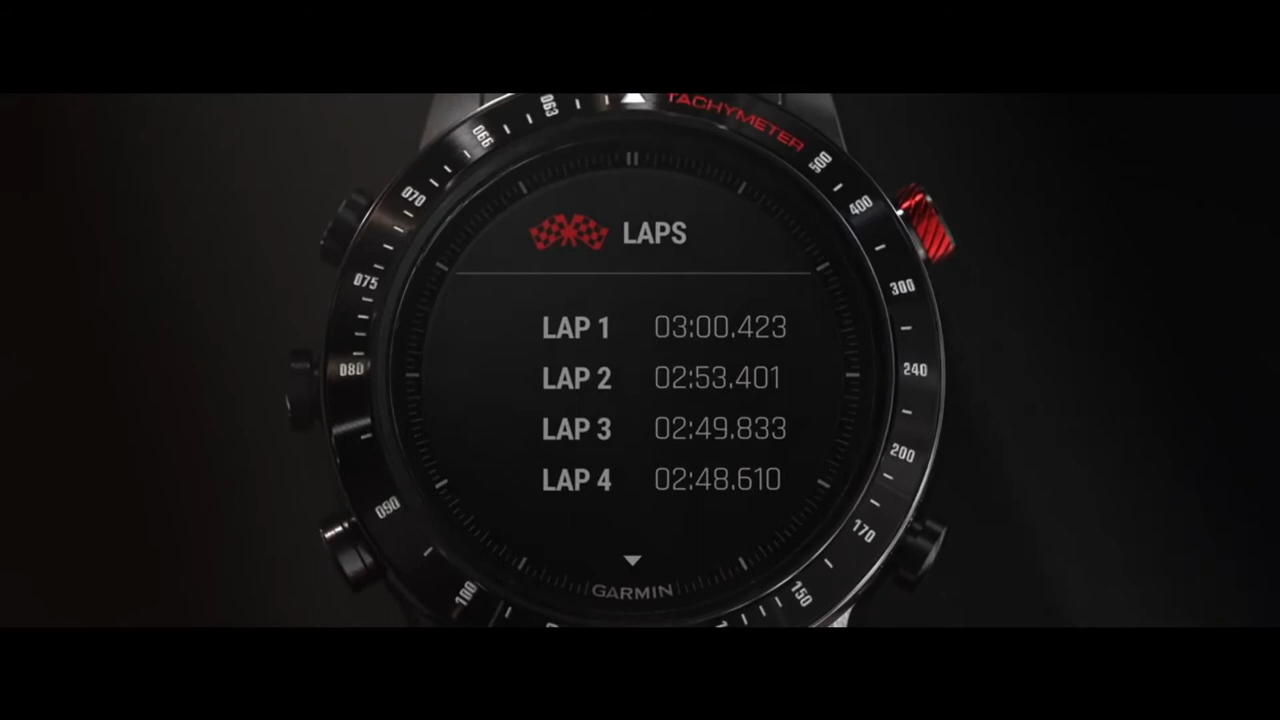 TACHYMETER
500
400
300
240
200
170
150
100
090
080
075
070
066
063
LAPS
LAP 1 03:00.423
LAP 2 02:53.401
LAP 3 02:49.833
LAP 4 02:48.610
GARMIN